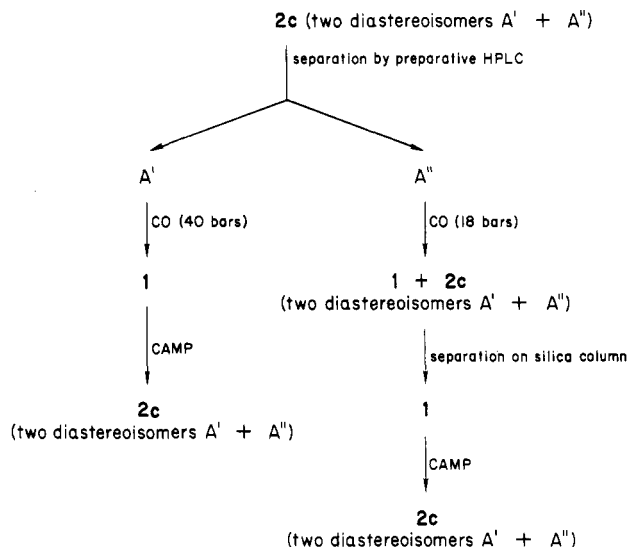 2c (two diastereoisomers A' + A")
separation by preparative HPLC
A'
A"
CO (40 bars)
CO (18 bars)
1
1 + 2c
(two diastereoisomers A' + A")
CAMP
separation on silica column
2c
(two diastereoisomers A' + A")
1
CAMP
2c
(two diastereoisomers A' + A")